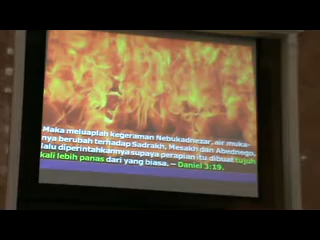 Maka meluaplah kegeraman Nebukadnezar, air muka-
nya berubah terhadap Sadrakh, Mesakh dan Abednego,
lalu diperintahkannya supaya perapian itu dibuat tujuh
kali lebih panas dari yang biasa. – Daniel 3:19.